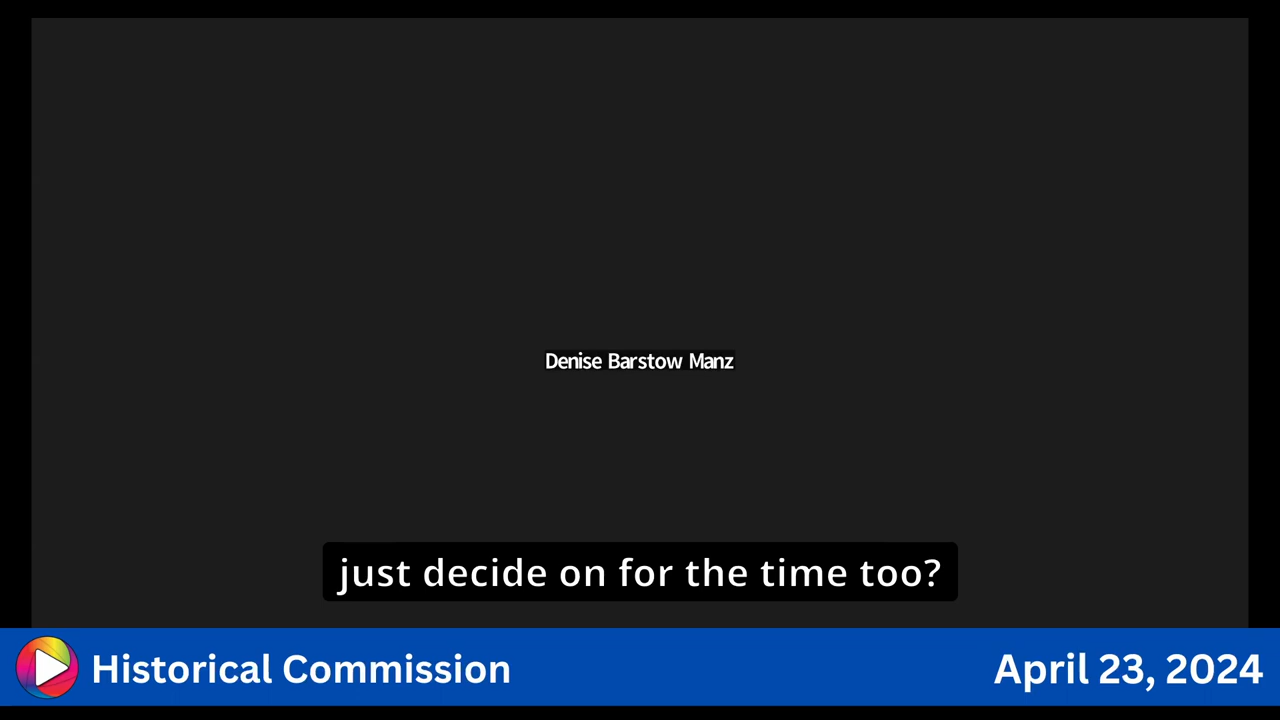 Denise Barstow Manz
just decide on for the time too?
Historical Commission
April 23, 2024